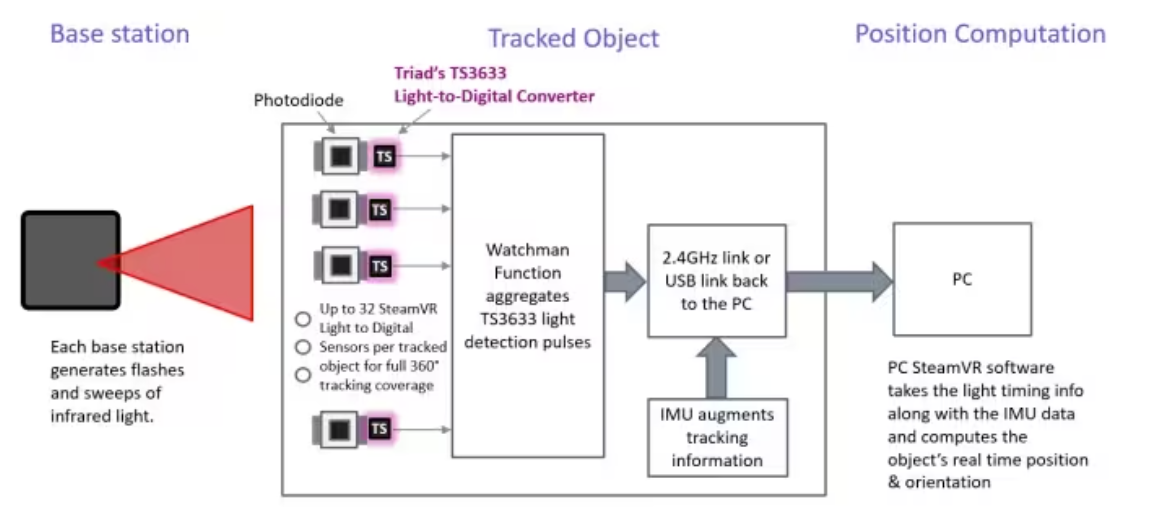 Base station
Tracked Object
Position Computation
Triad's TS3633
Light-to-Digital Converter
Photodiode
TS
TS
TS
TS
Up to 32 SteamVR
Light to Digital
Sensors per tracked
object for full 360°
tracking coverage
Watchman
Function
aggregates
TS3633 light
detection pulses
2.4GHz link or
USB link back
to the PC
IMU augments
tracking
information
PC
Each base station
generates flashes
and sweeps of
infrared light.
PC SteamVR software
takes the light timing info
along with the IMU data
and computes the
object's real time position
& orientation